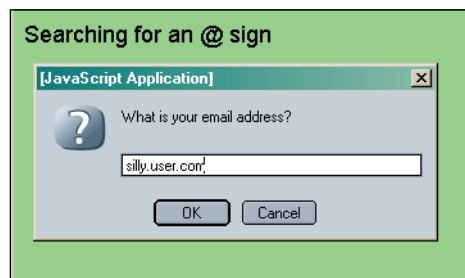 Searching for an @ sign
[JavaScript Application]
What is your email address?
silly.user.com
OK
Cancel